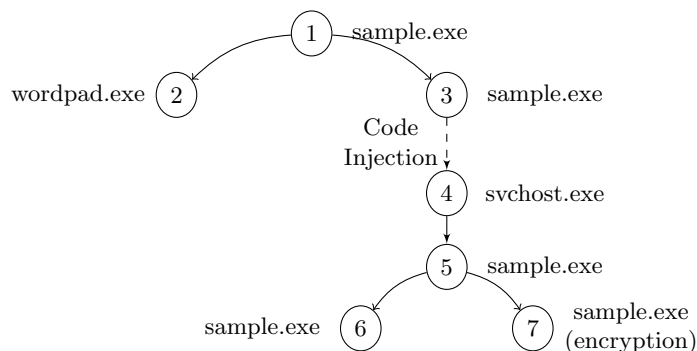 1 sample.exe
wordpad.exe 2 3 sample.exe
Code
Injection
4 svchost.exe
5 sample.exe
sample.exe 6 7 sample.exe
(encryption)